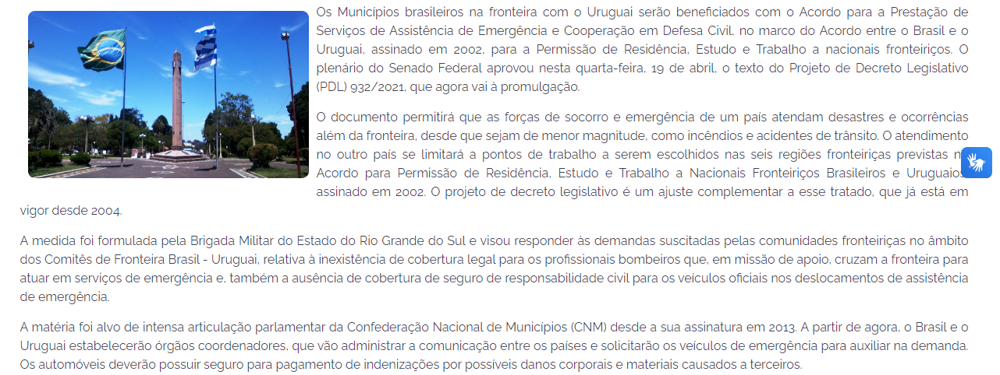 Os Municípios brasileiros na fronteira com o Uruguai serão beneficiados com o Acordo para a Prestação de
Serviços de Assistência de Emergência e Cooperação em Defesa Civil, no marco do Acordo entre o Brasil e o
Uruguai, assinado em 2002, para a Permissão de Residência, Estudo e Trabalho a nacionais fronteiriços. O
plenário do Senado Federal aprovou nesta quarta-feira, 19 de abril, o texto do Projeto de Decreto Legislativo
(PDL) 932/2021, que agora vai à promulgação.
O documento permitirá que as forças de socorro e emergência de um país atendam desastres e ocorrências
além da fronteira, desde que sejam de menor magnitude, como incêndios e acidentes de trânsito. O atendimento
no outro país se limitará a pontos de trabalho a serem escolhidos nas seis regiões fronteiriças previstas n
Acordo para Permissão de Residência, Estudo e Trabalho a Nacionais Fronteiriços Brasileiros e Uruguaios
assinado em 2002. O projeto de decreto legislativo é um ajuste complementar a esse tratado, que já está em
vigor desde 2004.
A medida foi formulada pela Brigada Militar do Estado do Rio Grande do Sul e visou responder às demandas suscitadas pelas comunidades fronteiriças no âmbito
dos Comitês de Fronteira Brasil - Uruguai, relativa à inexistência de cobertura legal para os profissionais bombeiros que, em missão de apoio, cruzam a fronteira para
atuar em serviços de emergência e, também a ausência de cobertura de seguro de responsabilidade civil para os veículos oficiais nos deslocamentos de assistência
de emergência.
A matéria foi alvo de intensa articulação parlamentar da Confederação Nacional de Municípios (CNM) desde a sua assinatura em 2013. A partir de agora, o Brasil e o
Uruguai estabelecerão órgãos coordenadores, que vão administrar a comunicação entre os países e solicitarão os veículos de emergência para auxiliar na demanda.
Os automóveis deverão possuir seguro para pagamento de indenizações por possíveis danos corporais e materiais causados a terceiros.